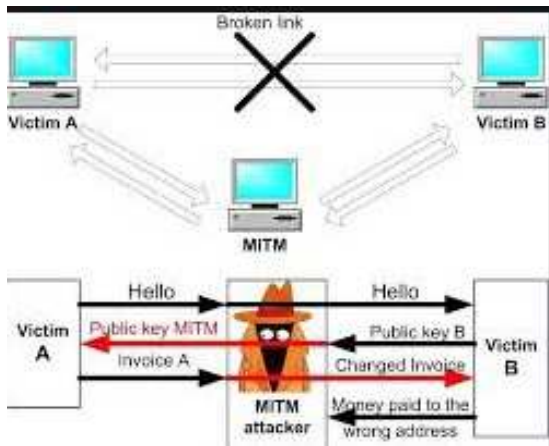 Broken link
Victim A
Victim B
MITM
Hello
Hello
Victim
A
Public key MITM
Public key B
Victim
B
Invoice A
Changed Invoice
MITM
attacker
Money paid to the
wrong address